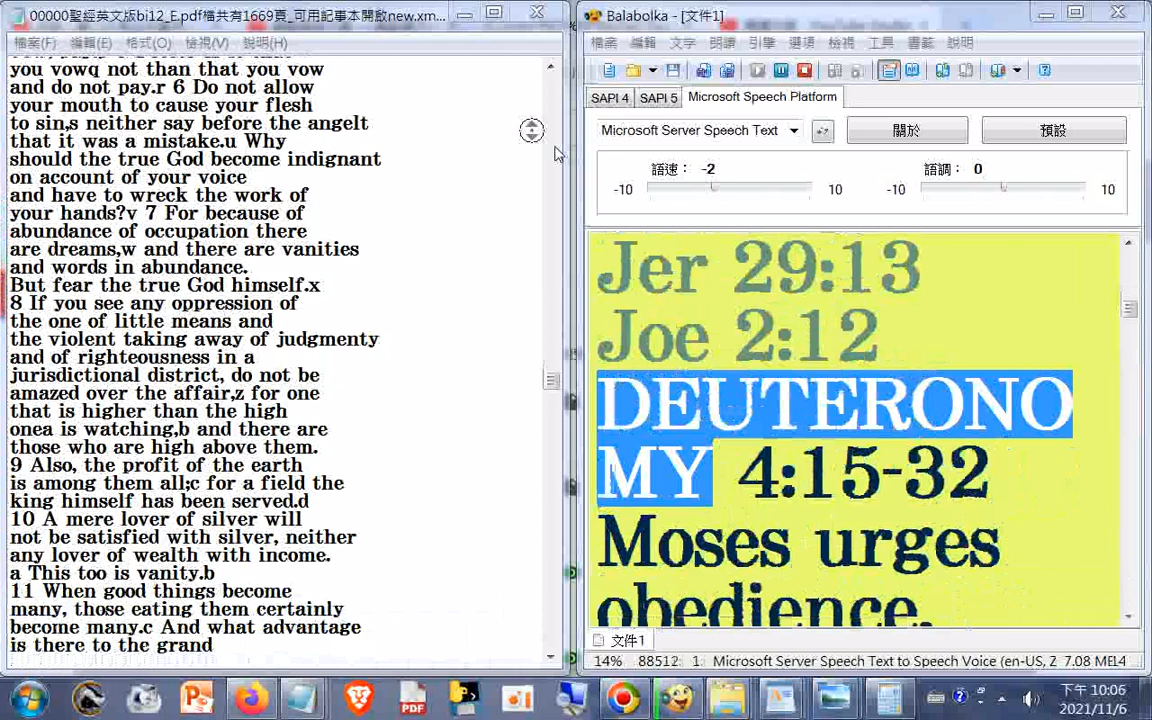 00000聖經英文版bi12_E.pdf檔共有1669頁_可用記事本開啟new.xm...
檔案(F) 編輯(E) 格式(O) 檢視(V) 說明(H)
you vowq not than that you vow
and do not pay.r 6 Do not allow
your mouth to cause your flesh
to sin,s neither say before the angelt
that it was a mistake.u Why
should the true God become indignant
on account of your voice
and have to wreck the work of
your hands?v 7 For because of
abundance of occupation there
are dreams,w and there are vanities
and words in abundance.
But fear the true God himself.x
8 If you see any oppression of
the one of little means and
the violent taking away of judgmenty
and of righteousness in a
jurisdictional district, do not be
amazed over the affair,z for one
that is higher than the high
onea is watching,b and there are
those who are high above them.
9 Also, the profit of the earth
is among them all;c for a field the
king himself has been served.d
10 A mere lover of silver will
not be satisfied with silver, neither
any lover of wealth with income.
a This too is vanity.b
11 When good things become
many, those eating them certainly
become many.c And what advantage
is there to the grand
Balabolka - [文件1]
檔案 編輯 文字 朗讀 引擎 選項 檢視 工具 書籤 說明
SAPI 4 SAPI 5 Microsoft Speech Platform
Microsoft Server Speech Text 關於 預設
語速： -2 語調： 0
-10 10 -10 10
Jer 29:13
Joe 2:12
DEUTERONO
MY 4:15-32
Moses urges
obedience.
文件1
14% 88512: 1: Microsoft Server Speech Text to Speech Voice (en-US, 2 7.08 ME
PDF
下午 10:06
2021/11/6